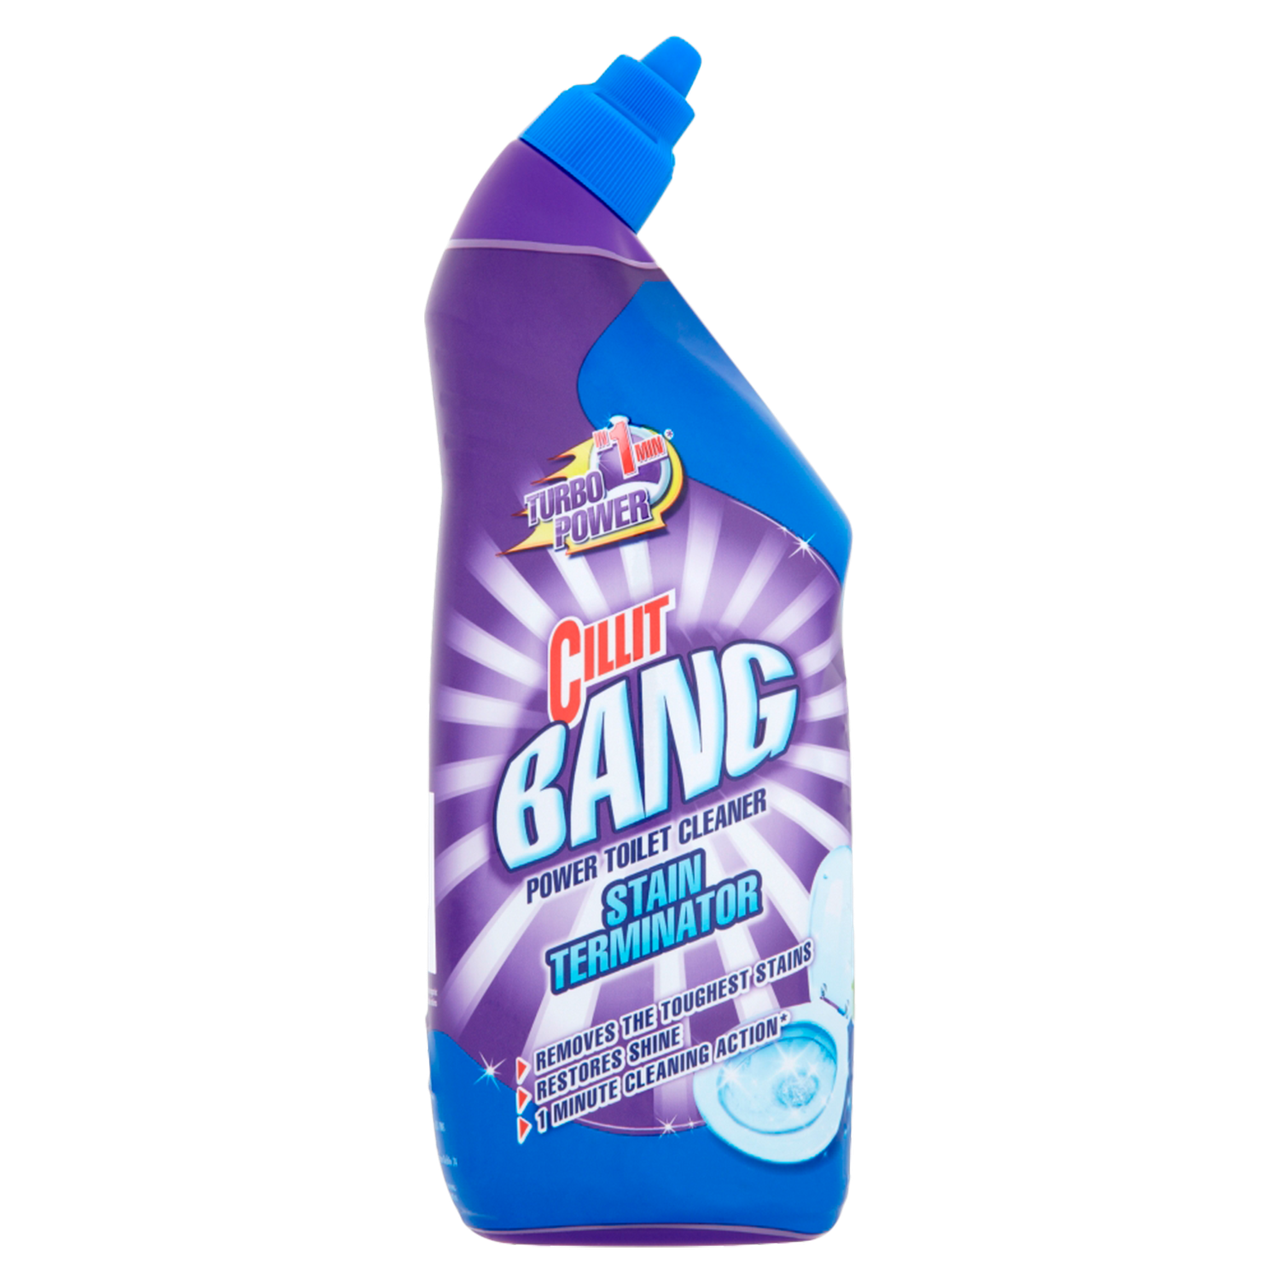 IN 1 MIN*
TURBO
POWER
CILLIT
BANG
POWER TOILET CLEANER
STAIN
TERMINATOR
REMOVES THE TOUGHEST STAINS
RESTORES SHINE
1 MINUTE CLEANING ACTION*